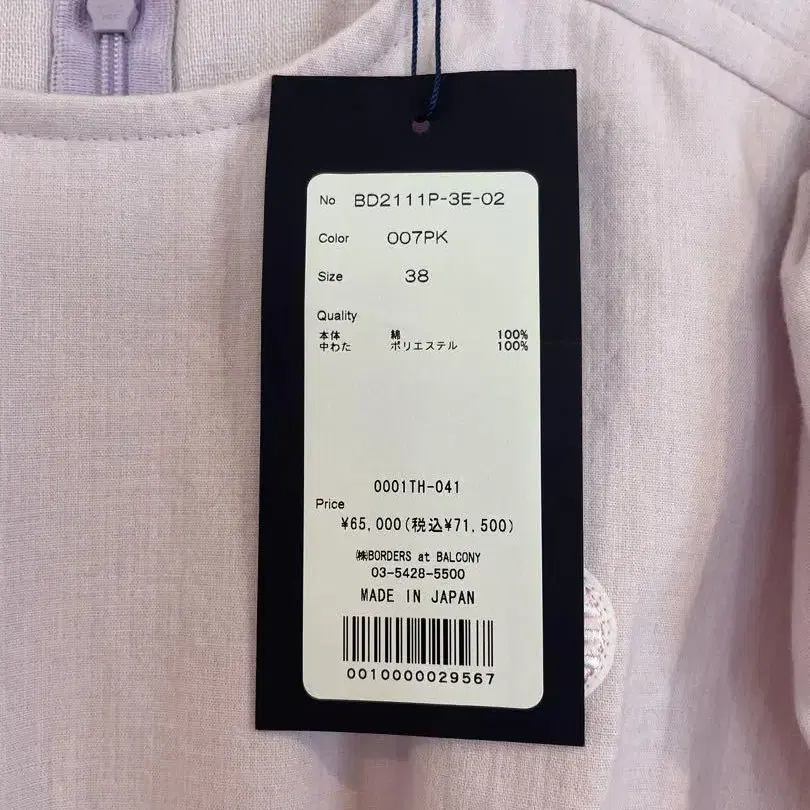 No BD2111P-3E-02
Color 007PK
Size 38
Quality
本体 綿 100%
中わた ポリエステル 100%
0001TH-041
Price
¥65,000(税込¥71,500)
㈱BORDERS at BALCONY
03-5428-5500
MADE IN JAPAN
0010000029567